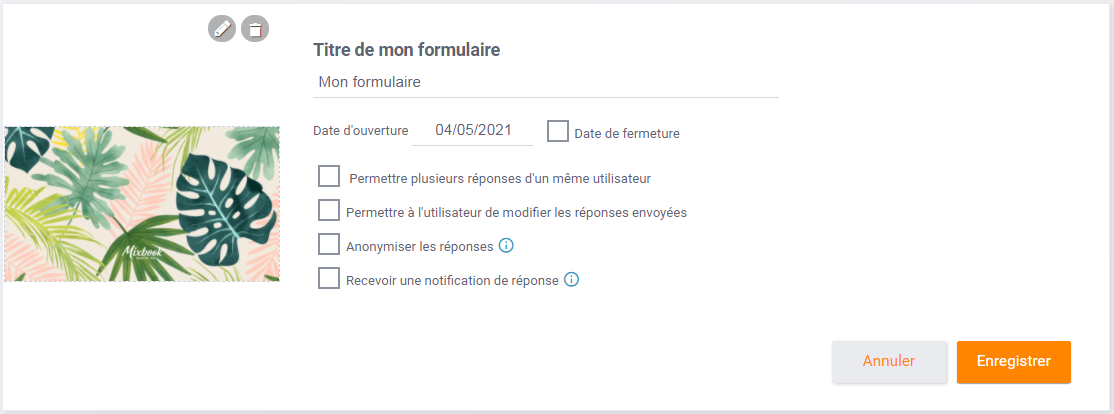 Titre de mon formulaire
Mon formulaire
Date d'ouverture 04/05/2021 Date de fermeture
Permettre plusieurs réponses d'un même utilisateur
Permettre à l'utilisateur de modifier les réponses envoyées
Anonymiser les réponses
Recevoir une notification de réponse
Mixbook
Annuler Enregistrer